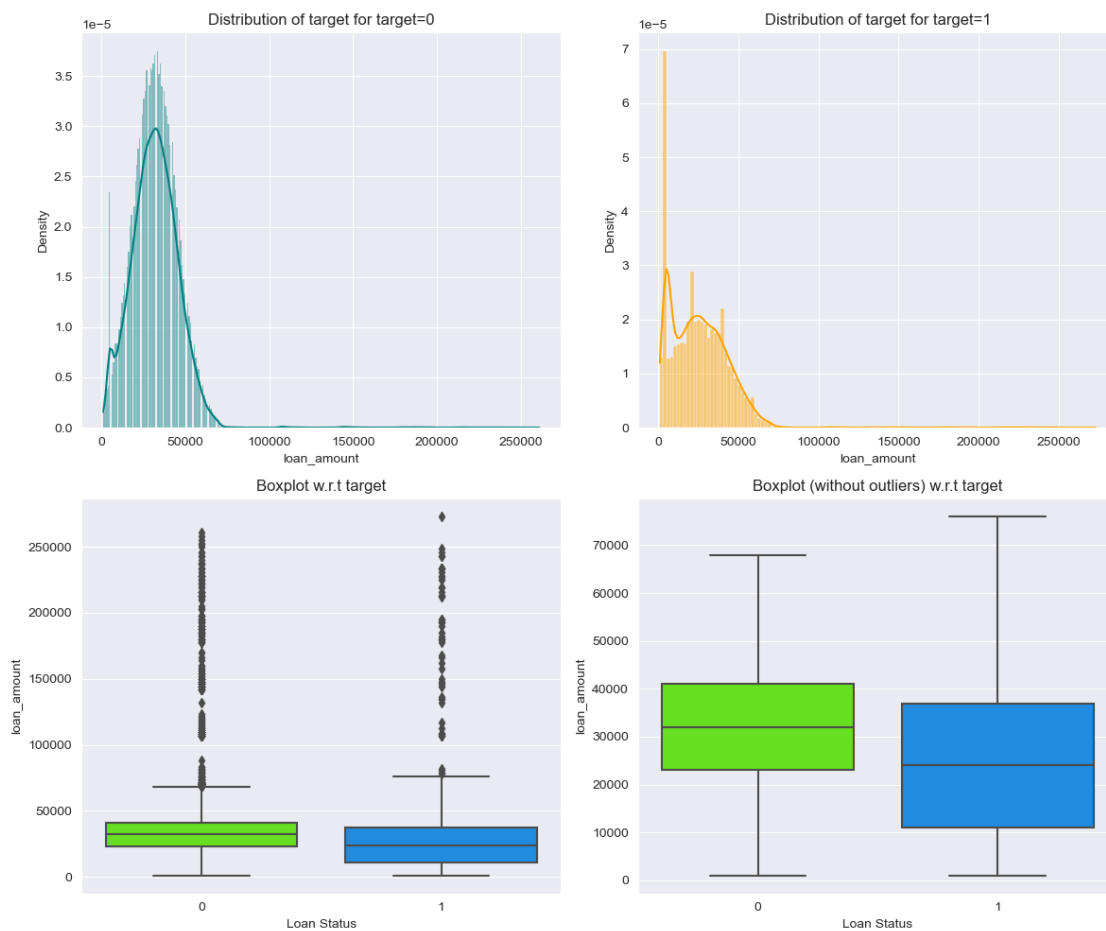 Distribution of target for target=0
1e−5
3.5
3.0
2.5
2.0
1.5
1.0
0.5
0.0
Density
0 50000 100000 150000 200000 250000
loan_amount
Distribution of target for target=1
1e−5
7
6
5
4
3
2
1
0
Density
0 50000 100000 150000 200000 250000
loan_amount
Boxplot w.r.t target
250000
200000
150000
100000
50000
0
loan_amount
0 1
Loan Status
Boxplot (without outliers) w.r.t target
70000
60000
50000
40000
30000
20000
10000
0
loan_amount
0 1
Loan Status